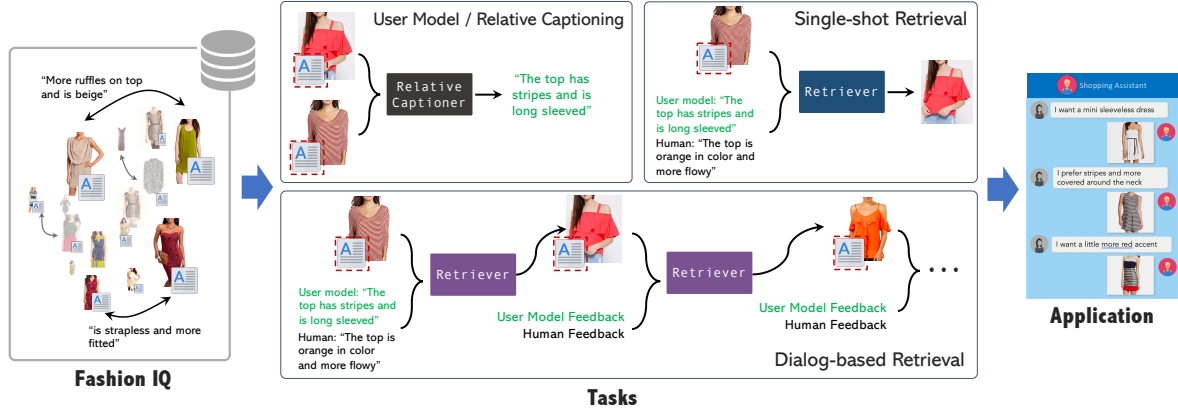 “More ruffles on top
and is beige”
A
A
A
A
A
A
A
“is strapless and more
fitted”
Fashion IQ
User Model / Relative Captioning
A
A
Relative
Captioner
“The top has
stripes and is
long sleeved”
Single-shot Retrieval
A
User model: “The
top has stripes and
is long sleeved”
Human: “The top is
orange in color and
more flowy”
Retriever
A
User model: “The
top has stripes and
is long sleeved”
Human: “The top is
orange in color
and more flowy”
Retriever
A
User Model Feedback
Human Feedback
Retriever
A
User Model Feedback
Human Feedback
• • •
Dialog-based Retrieval
Tasks
Shopping Assistant
I want a mini sleeveless dress
I prefer stripes and more
covered around the neck
I want a little more red accent
Application